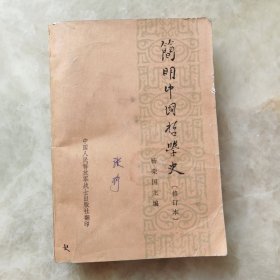 简明中国哲学史
(修订本)
杨荣国主编
中国人民解放军战士出版社翻印